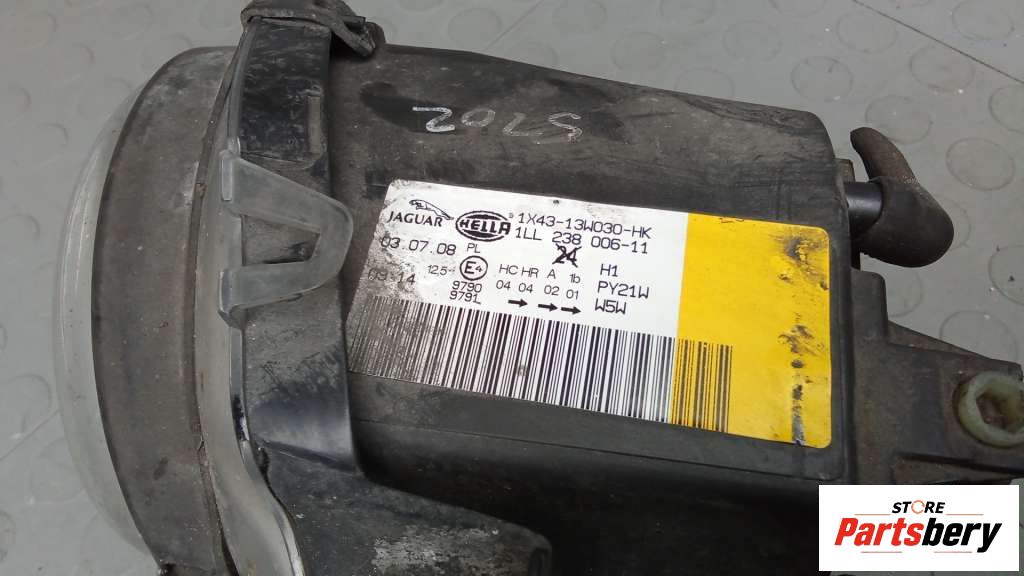 2025
JAGUAR HELLA ® 1X43-13W030-HK
1LL 238 006-11
24
03.07.08 PL
H1
09:14 12,5 E4 HC HR A 1b PY21W
9790 04 04 02 01
9791 W5W
STORE
Partsbery